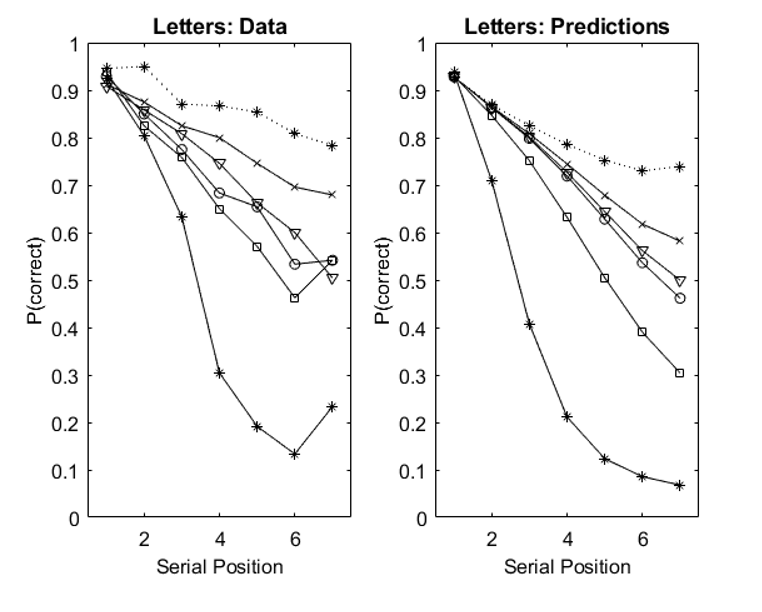 Letters: Data
1
0.9
0.8
0.7
0.6
0.5
0.4
0.3
0.2
0.1
0
P(correct)
2 4 6
Serial Position
Letters: Predictions
1
0.9
0.8
0.7
0.6
0.5
0.4
0.3
0.2
0.1
0
P(correct)
2 4 6
Serial Position